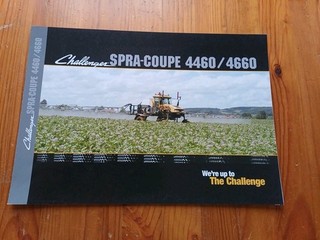 Challenger SPRA-COUPE 4460/4660
Challenger SPRA-COUPE 4460/4660
We're up to
The Challenge